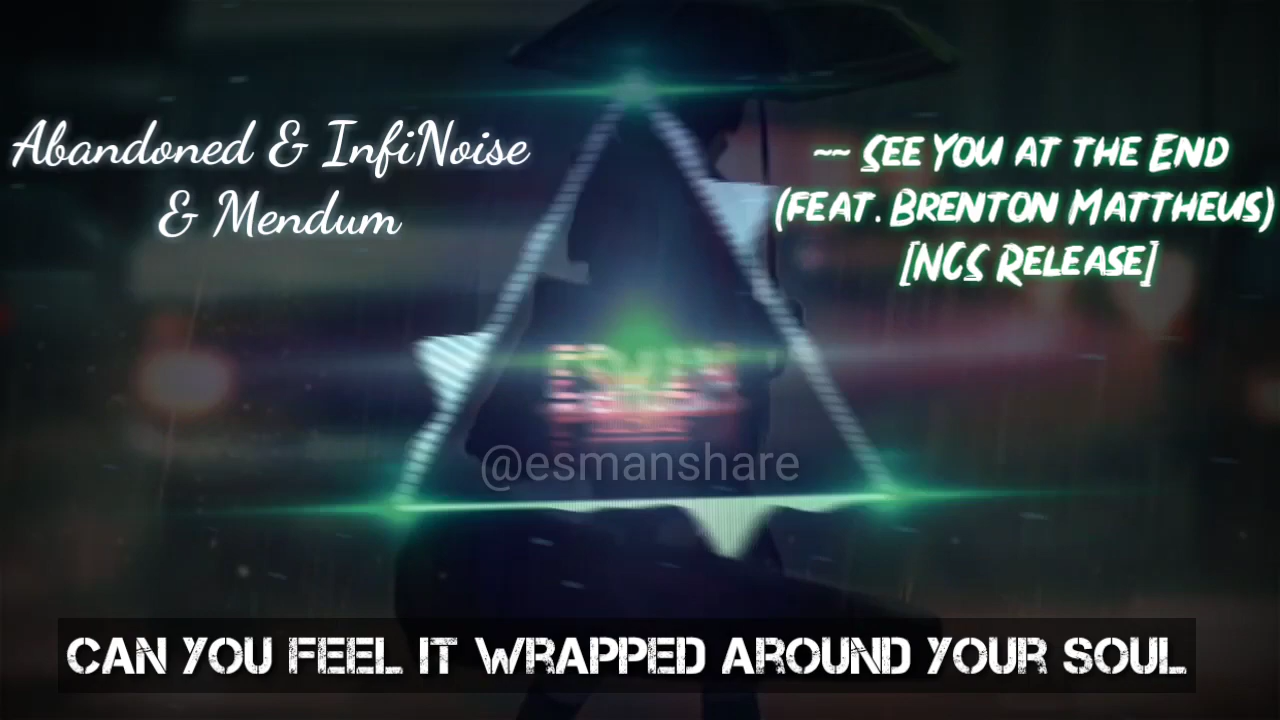 Abandoned & InfiNoise
& Mendum
~~ See You at the End
(feat. Brenton Mattheus)
[NCS Release]
@esmanshare
CAN YOU FEEL IT WRAPPED AROUND YOUR SOUL